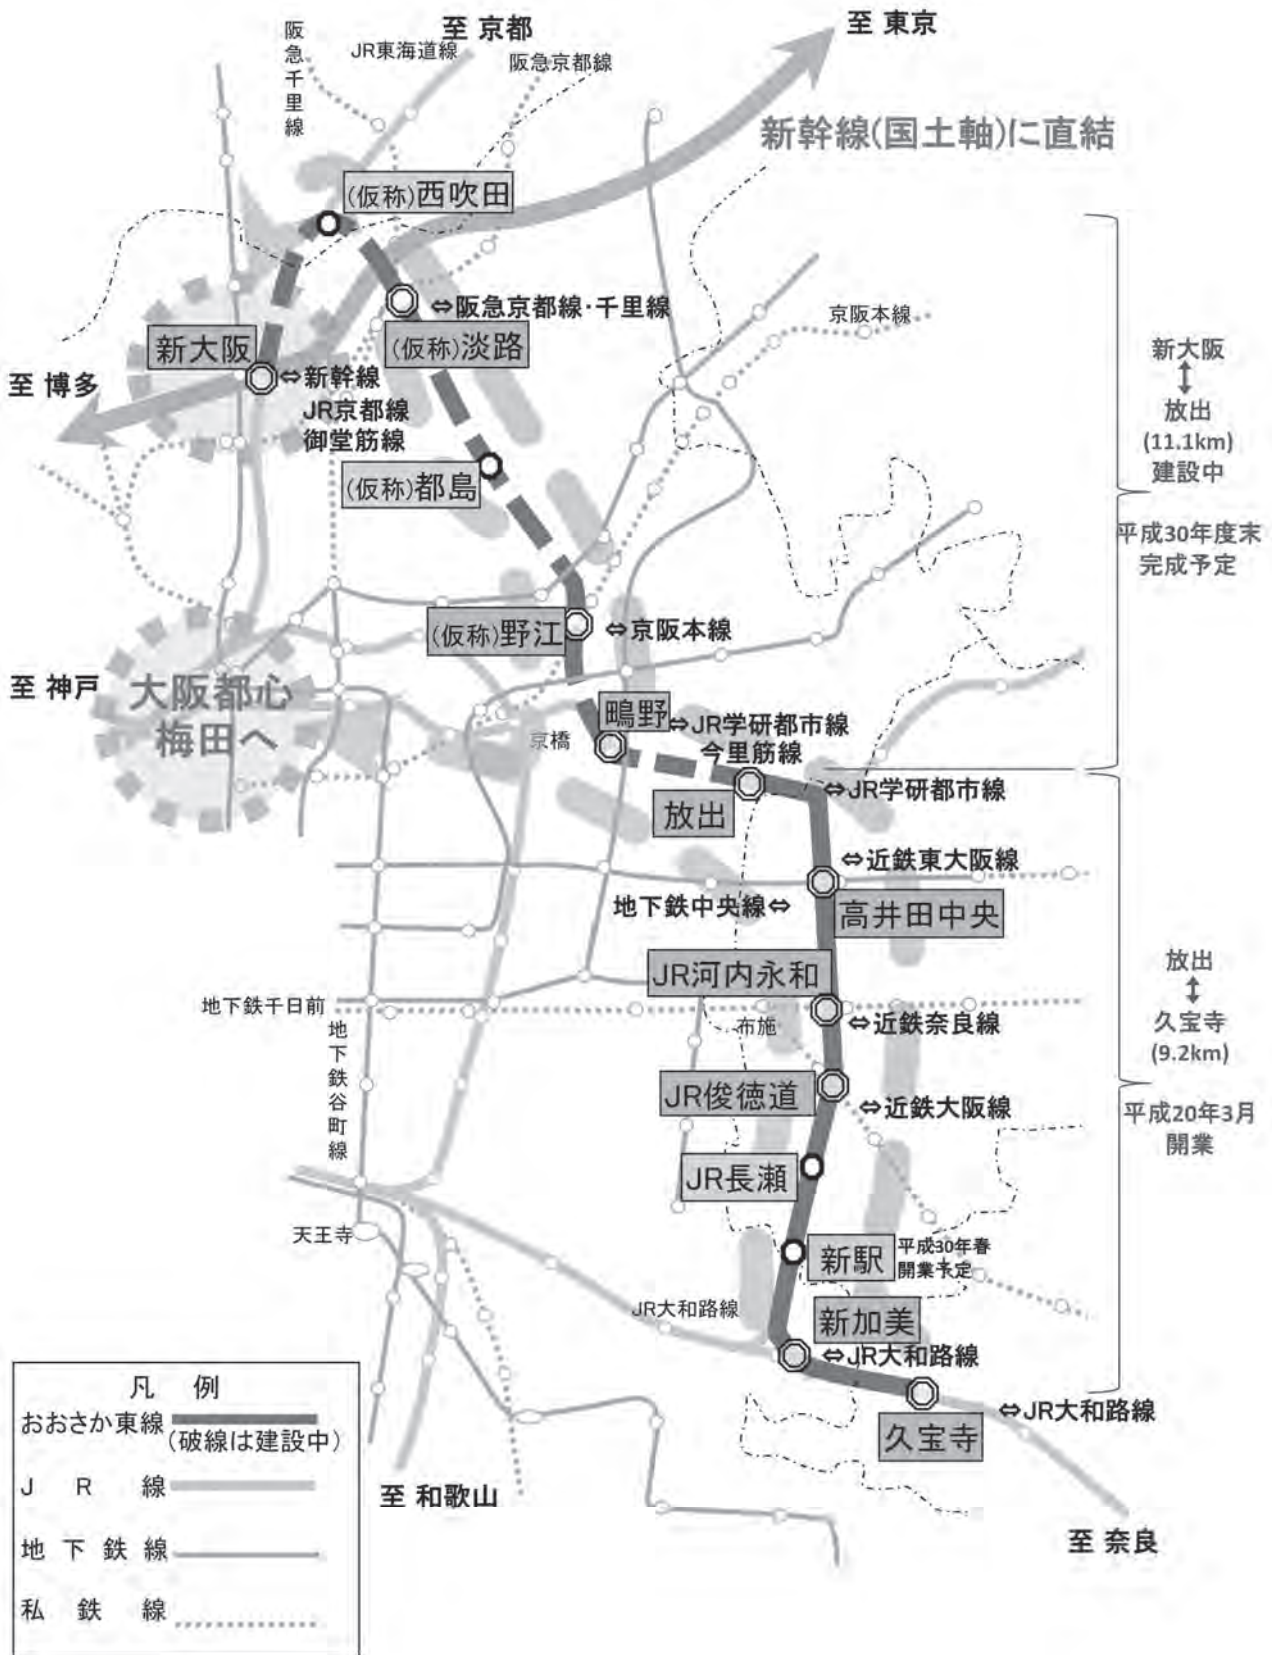 至 京都
至 東京
阪急千里線
JR東海道線
阪急京都線
新幹線(国土軸)に直結
(仮称)西吹田
⇔阪急京都線・千里線
(仮称)淡路
京阪本線
新大阪
⇔新幹線
JR京都線
御堂筋線
至 博多
新大阪
↕
放出
(11.1km)
建設中
(仮称)都島
平成30年度末
完成予定
(仮称)野江
⇔京阪本線
至 神戸
大阪都心
梅田へ
鴫野
⇔JR学研都市線
今里筋線
京橋
放出
⇔JR学研都市線
⇔近鉄東大阪線
地下鉄中央線⇔
高井田中央
JR河内永和
放出
↕
久宝寺
(9.2km)
地下鉄千日前
布施
⇔近鉄奈良線
地下鉄谷町線
JR俊徳道
⇔近鉄大阪線
平成20年3月
開業
JR長瀬
天王寺
新駅
平成30年春
開業予定
JR大和路線
新加美
⇔JR大和路線
⇔JR大和路線
久宝寺
至 和歌山
至 奈良
凡 例
おおさか東線
(破線は建設中)
J R 線
地 下 鉄 線
私 鉄 線